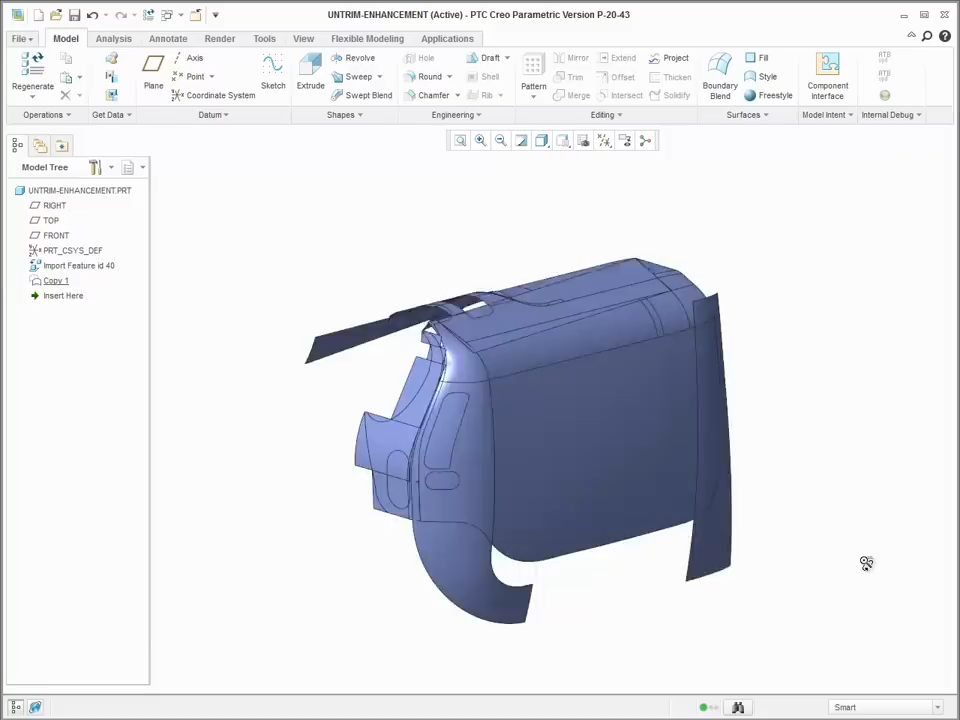 UNTRIM-ENHANCEMENT (Active) - PTC Creo Parametric Version P-20-43
File Model Analysis Annotate Render Tools View Flexible Modeling Applications
Regenerate
Plane
Axis
Point
Coordinate System
Sketch
Extrude
Revolve
Sweep
Swept Blend
Hole
Round
Chamfer
Draft
Shell
Rib
Pattern
Mirror
Trim
Merge
Extend
Offset
Intersect
Project
Thicken
Solidify
Boundary
Blend
Fill
Style
Freestyle
Component
Interface
ATB
ATB
Operations Get Data Datum Shapes Engineering Editing Surfaces Model Intent Internal Debug
Model Tree
UNTRIM-ENHANCEMENT.PRT
RIGHT
TOP
FRONT
PRT_CSYS_DEF
Import Feature id 40
Copy 1
Insert Here
Smart